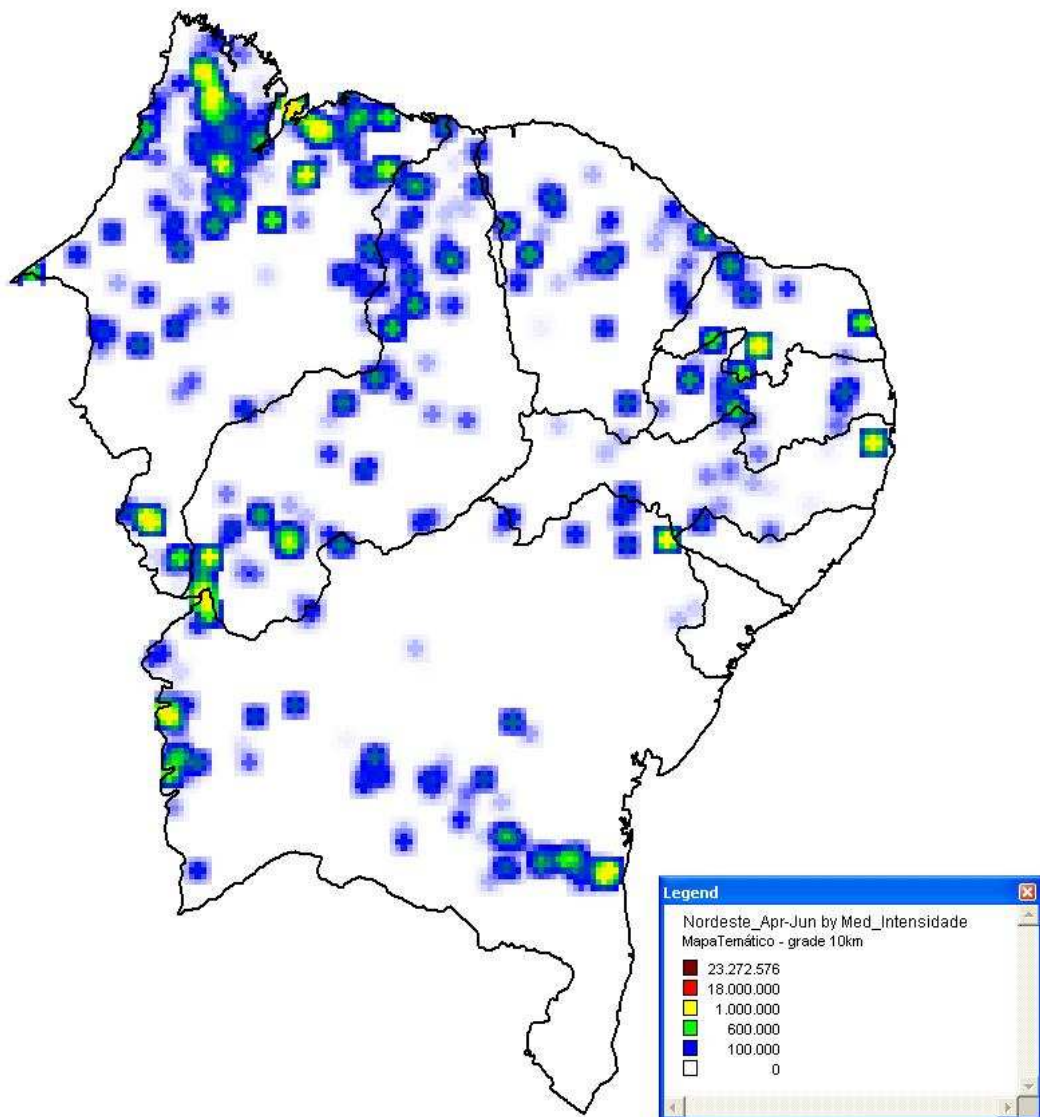 Legend
Nordeste_Apr-Jun by Med_Intensidade
MapaTemático - grade 10km
23.272.576
18.000.000
1.000.000
600.000
100.000
0